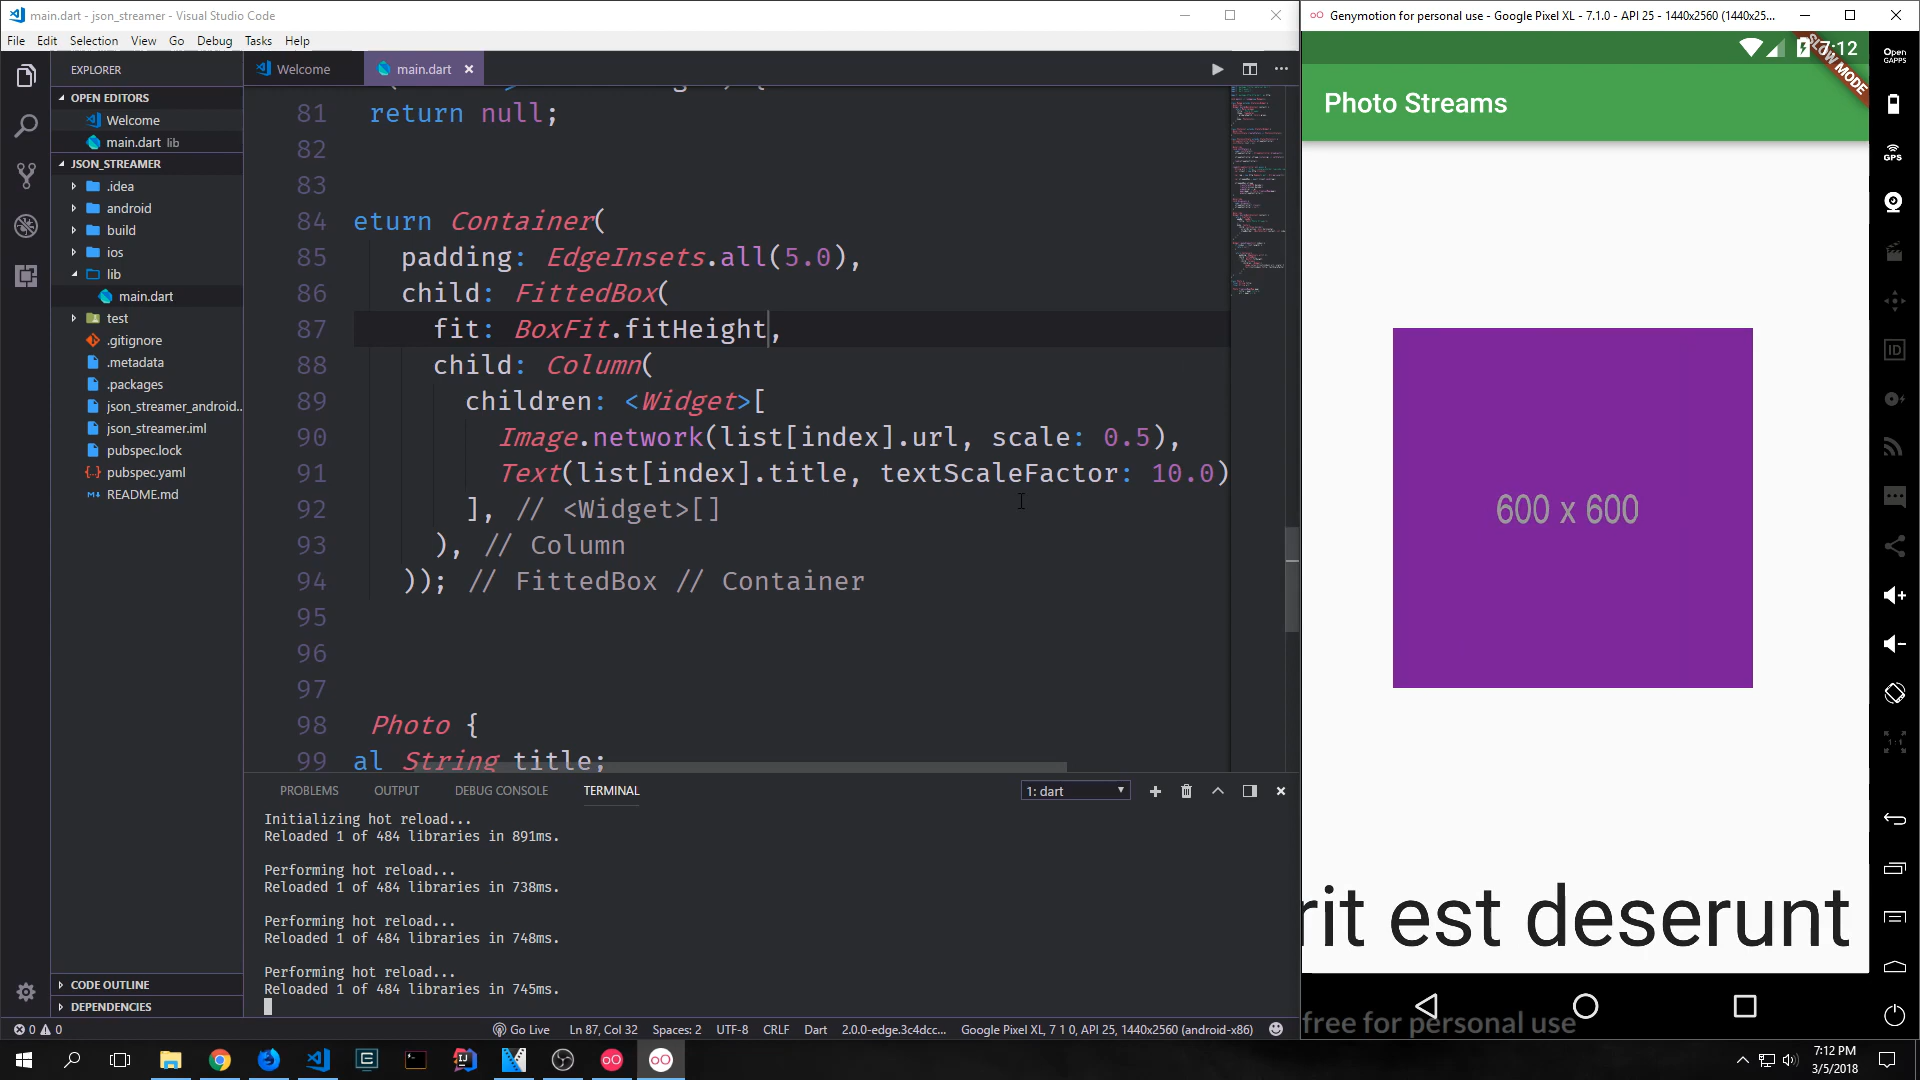 main.dart - json_streamer - Visual Studio Code
File Edit Selection View Go Debug Tasks Help
EXPLORER
OPEN EDITORS
Welcome
main.dart lib
JSON_STREAMER
.idea
android
build
ios
lib
main.dart
test
.gitignore
.metadata
.packages
json_streamer_android...
json_streamer.iml
pubspec.lock
pubspec.yaml
README.md
CODE OUTLINE
DEPENDENCIES
Welcome main.dart
81 return null;
82
83
84 eturn Container(
85 padding: EdgeInsets.all(5.0),
86 child: FittedBox(
87 fit: BoxFit.fitHeight,
88 child: Column(
89 children: <Widget>[
90 Image.network(list[index].url, scale: 0.5),
91 Text(list[index].title, textScaleFactor: 10.0)
92 ], // <Widget>[]
93 ), // Column
94 )); // FittedBox // Container
95
96
97
98 Photo {
99 al String title;
PROBLEMS OUTPUT DEBUG CONSOLE TERMINAL 1: dart
Initializing hot reload...
Reloaded 1 of 484 libraries in 891ms.
Performing hot reload...
Reloaded 1 of 484 libraries in 738ms.
Performing hot reload...
Reloaded 1 of 484 libraries in 748ms.
Performing hot reload...
Reloaded 1 of 484 libraries in 745ms.
0 0 Go Live Ln 87, Col 32 Spaces: 2 UTF-8 CRLF Dart 2.0.0-edge.3c4dcc... Google Pixel XL, 7 1 0, API 25, 1440x2560 (android-x86)
Genymotion for personal use - Google Pixel XL - 7.1.0 - API 25 - 1440x2560 (1440x25...
7:12
SLOW MODE
Photo Streams
600 x 600
rit est deserunt
free for personal use
Open
GAPPS
GPS
ID
1:1
7:12 PM
3/5/2018